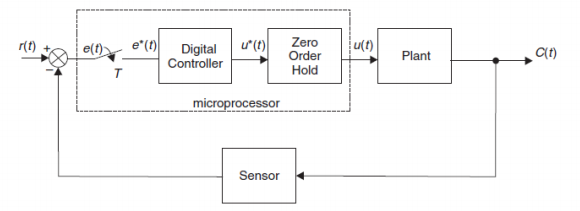 r(t)
+
−
e(t)
T
e*(t)
Digital
Controller
u*(t)
Zero
Order
Hold
u(t)
Plant
C(t)
microprocessor
Sensor